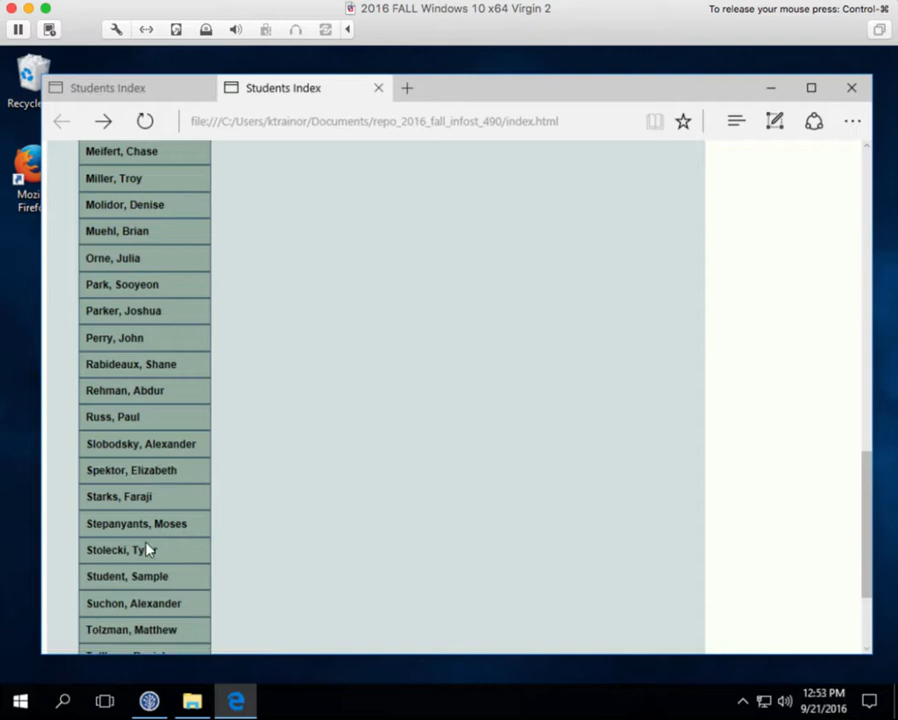 2016 FALL Windows 10 x64 Virgin 2
To release your mouse press: Control-⌘
Recycle
Students Index
Students Index
file:///C:/Users/ktrainor/Documents/repo_2016_fall_infost_490/index.html
Mozi
Firef
Meifert, Chase
Miller, Troy
Molidor, Denise
Muehl, Brian
Orne, Julia
Park, Sooyeon
Parker, Joshua
Perry, John
Rabideaux, Shane
Rehman, Abdur
Russ, Paul
Slobodsky, Alexander
Spektor, Elizabeth
Starks, Faraji
Stepanyants, Moses
Stolecki,
Student, Sample
Suchon, Alexander
Tolzman, Matthew
12:53 PM
9/21/2016